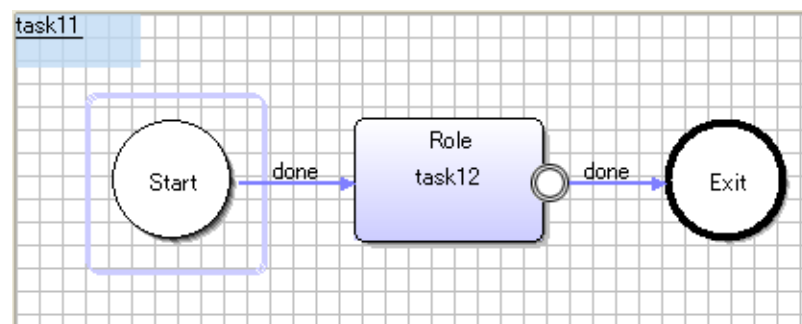 task11
Role
Start
done
task12
done
Exit